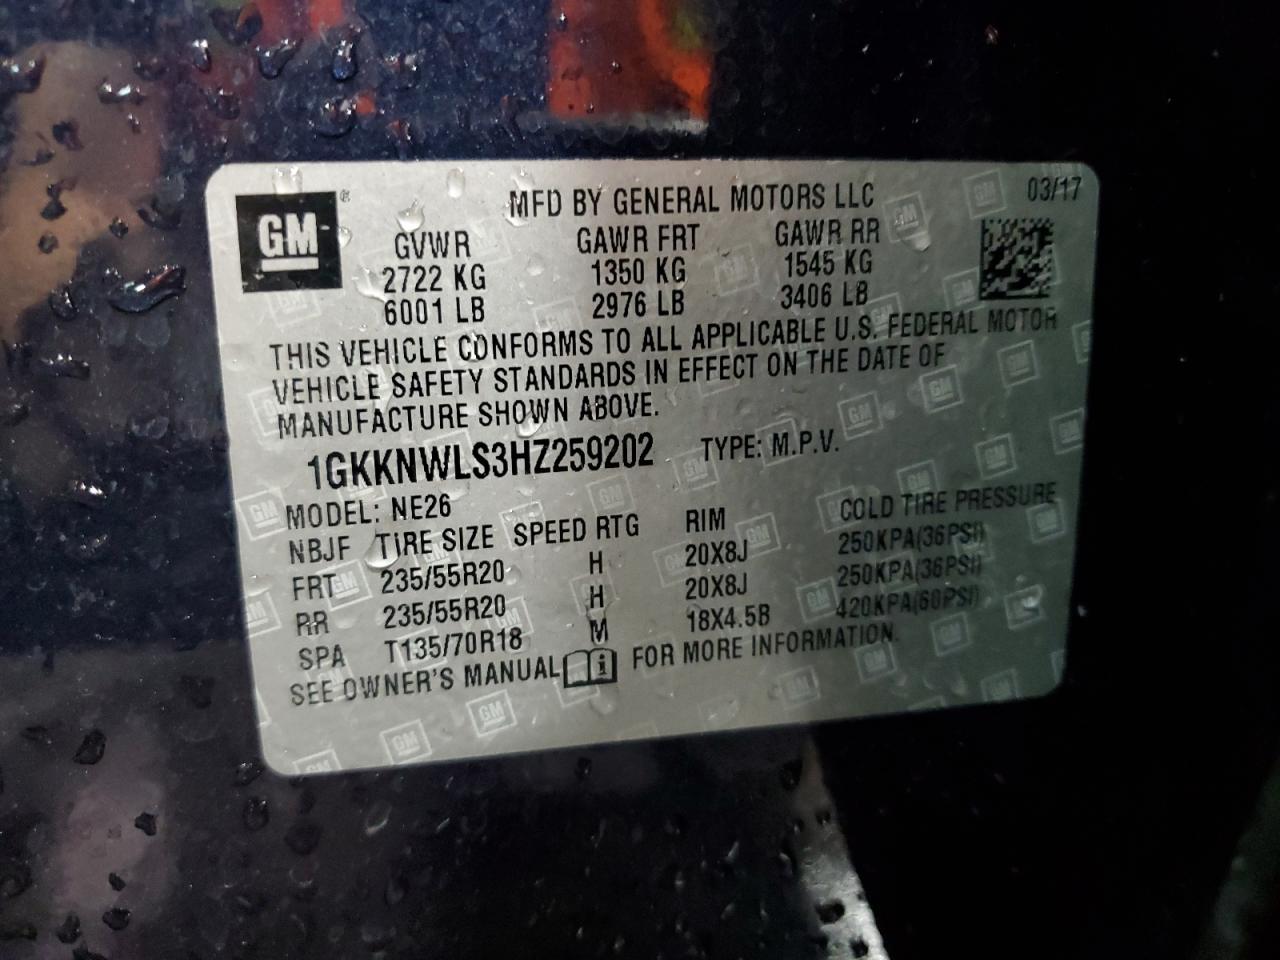 GM®
MFD BY GENERAL MOTORS LLC 03/17
GVWR GAWR FRT GAWR RR
2722 KG 1350 KG 1545 KG
6001 LB 2976 LB 3406 LB
THIS VEHICLE CONFORMS TO ALL APPLICABLE U.S. FEDERAL MOTOR
VEHICLE SAFETY STANDARDS IN EFFECT ON THE DATE OF
MANUFACTURE SHOWN ABOVE.
1GKKNWLS3HZ259202 TYPE: M.P.V.
MODEL: NE26
NBJF TIRE SIZE SPEED RTG RIM COLD TIRE PRESSURE
FRT 235/55R20 H 20X8J 250KPA(36PSI)
RR 235/55R20 H 20X8J 250KPA(36PSI)
SPA T135/70R18 M 18X4.5B 420KPA(60PSI)
SEE OWNER'S MANUAL i FOR MORE INFORMATION.